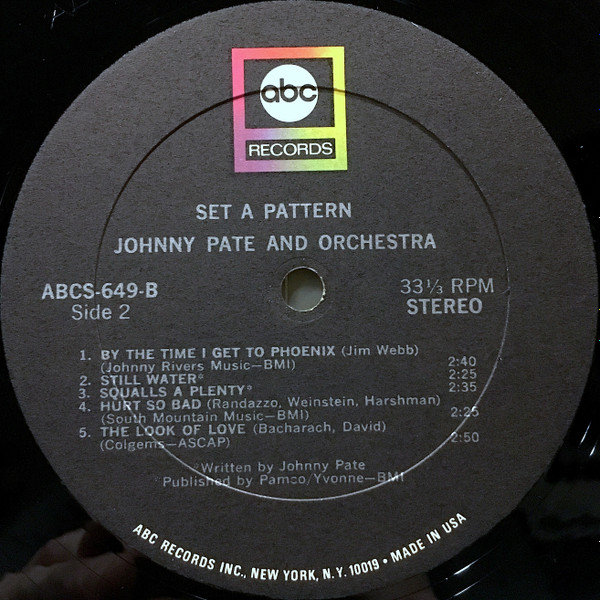 abc
RECORDS
SET A PATTERN
JOHNNY PATE AND ORCHESTRA
ABCS-649-B
Side 2
33 1/3 RPM
STEREO
1. BY THE TIME I GET TO PHOENIX (Jim Webb)
(Johnny Rivers Music—BMI) 2:40
2. STILL WATER* 2:25
3. SQUALLS A PLENTY* 2:35
4. HURT SO BAD (Randazzo, Weinstein, Harshman)
(South Mountain Music—BMI) 2:25
5. THE LOOK OF LOVE (Bacharach, David)
(Colgems—ASCAP) 2:50
*Written by Johnny Pate
*Published by Pamco/Yvonne—BMI
ABC RECORDS INC., NEW YORK, N.Y. 10019 • MADE IN USA